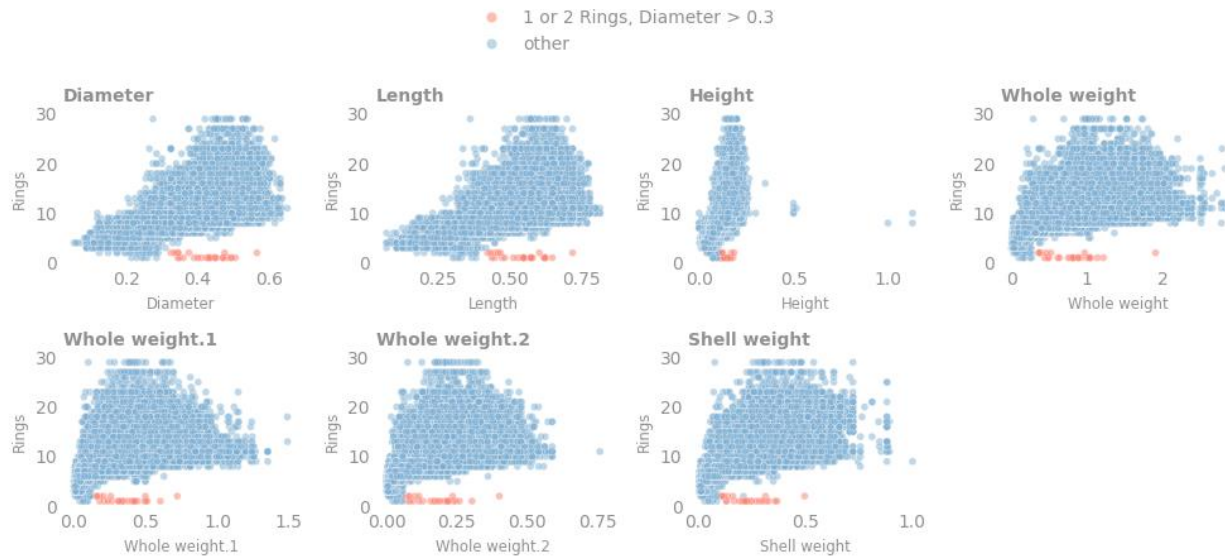 1 or 2 Rings, Diameter > 0.3
other
Diameter
Length
Height
Whole weight
30
20
10
0
Rings
0.2
0.4
0.6
Diameter
30
20
10
0
Rings
0.25
0.50
0.75
Length
30
20
10
0
Rings
0.0
0.5
1.0
Height
30
20
10
0
Rings
0
1
2
Whole weight
Whole weight.1
Whole weight.2
Shell weight
30
20
10
0
Rings
0.0
0.5
1.0
1.5
Whole weight.1
30
20
10
0
Rings
0.00
0.25
0.50
0.75
Whole weight.2
30
20
10
0
Rings
0.0
0.5
1.0
Shell weight